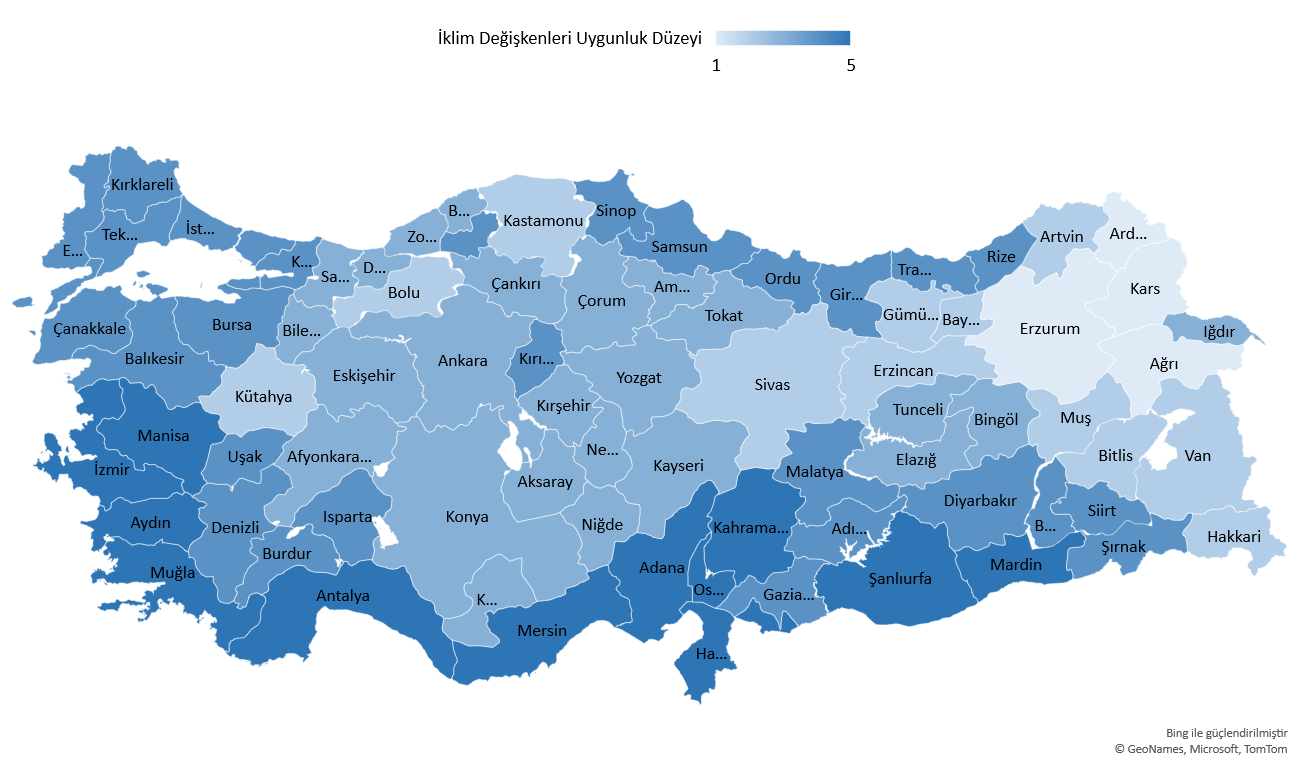 İklim Değişkenleri Uygunluk Düzeyi
1 5
Kırklareli
Tek...
İst...
E...
K...
Sa...
D...
Zo...
B...
Kastamonu
Sinop
Samsun
Bolu
Çankırı
Çorum
Am...
Ordu
Tokat
Gir...
Tra...
Rize
Artvin
Ard...
Kars
Gümü...
Bay...
Erzurum
Iğdır
Ağrı
Çanakkale
Bursa
Bile...
Balıkesir
Eskişehir
Ankara
Kırı...
Yozgat
Sivas
Erzincan
Kütahya
Kırşehir
Tunceli
Bingöl
Muş
Manisa
Uşak
Afyonkara...
Ne...
Kayseri
Malatya
Elazığ
Bitlis
Van
İzmir
Aksaray
Aydın
Denizli
Isparta
Konya
Niğde
Kahrama...
Adı...
Diyarbakır
Siirt
B...
Şırnak
Hakkari
Burdur
Muğla
Antalya
K...
Adana
Os...
Gazia...
Şanlıurfa
Mardin
Mersin
Ha...
Bing ile güçlendirilmiştir
© GeoNames, Microsoft, TomTom